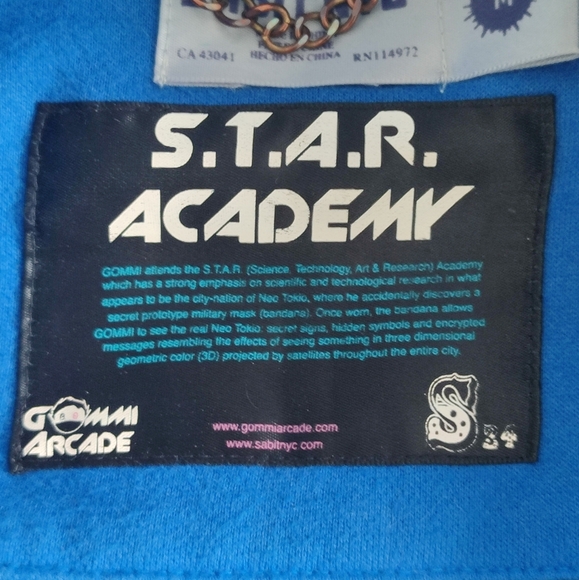 M
CA 43041 HECHO EN CHINA RN114972
S.T.A.R.
ACADEMY
GOMMI attends the S.T.A.R. (Science, Technology, Art & Research) Academy
which has a strong emphasis on scientific and technological research in what
appears to be the city-nation of Neo Tokio, where he accidentally discovers a
secret prototype military mask (bandana). Once worn, the bandana allows
GOMMI to see the real Neo Tokio: secret signs, hidden symbols and encrypted
messages resembling the effects of seeing something in three dimensional
geometric color (3D) projected by satellites throughout the entire city.
GOMMI
ARCADE
www.gommiarcade.com
www.sabitnyc.com
S